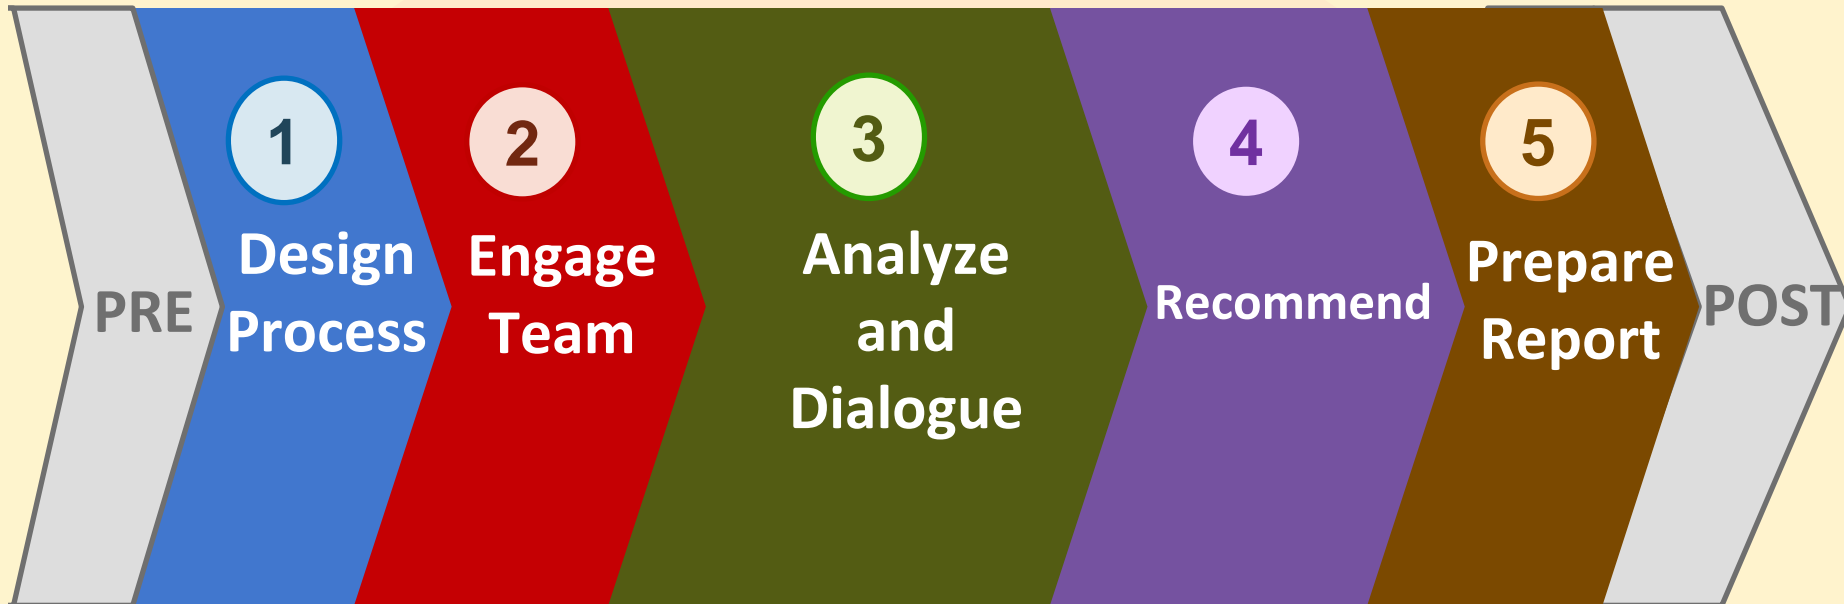 PRE
1
Design
Process
2
Engage
Team
3
Analyze
and
Dialogue
4
Recommend
5
Prepare
Report
POST